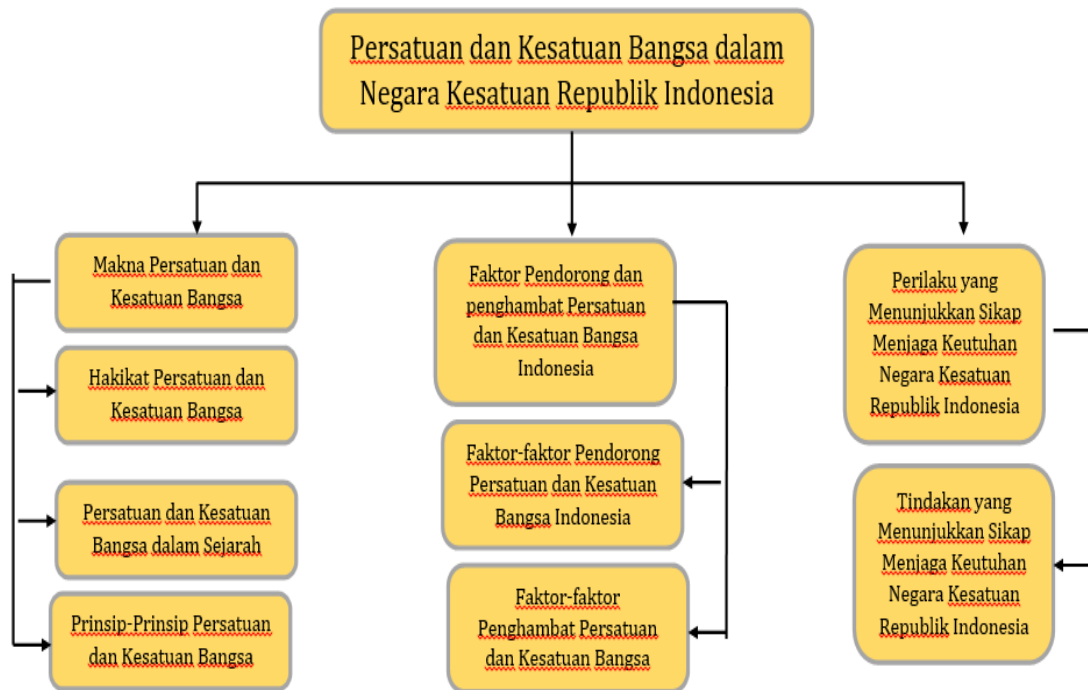 Persatuan dan Kesatuan Bangsa dalam
Negara Kesatuan Republik Indonesia
Makna Persatuan dan
Kesatuan Bangsa
Hakikat Persatuan dan
Kesatuan Bangsa
Persatuan dan Kesatuan
Bangsa dalam Sejarah
Prinsip-Prinsip Persatuan
dan Kesatuan Bangsa
Faktor Pendorong dan
penghambat Persatuan
dan Kesatuan Bangsa
Indonesia
Faktor-faktor Pendorong
Persatuan dan Kesatuan
Bangsa Indonesia
Faktor-faktor
Penghambat Persatuan
dan Kesatuan Bangsa
Perilaku yang
Menunjukkan Sikap
Menjaga Keutuhan
Negara Kesatuan
Republik Indonesia
Tindakan yang
Menunjukkan Sikap
Menjaga Keutuhan
Negara Kesatuan
Republik Indonesia